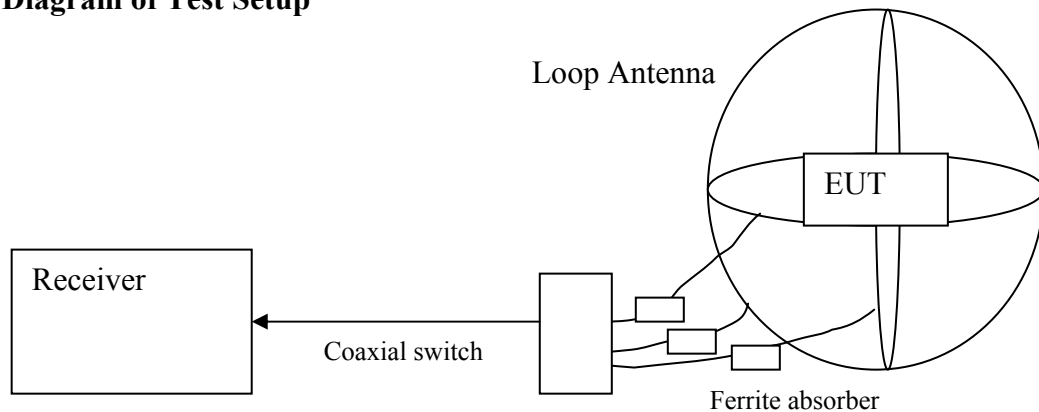 Diagram of Test Setup
Loop Antenna
EUT
Receiver
Coaxial switch
Ferrite absorber